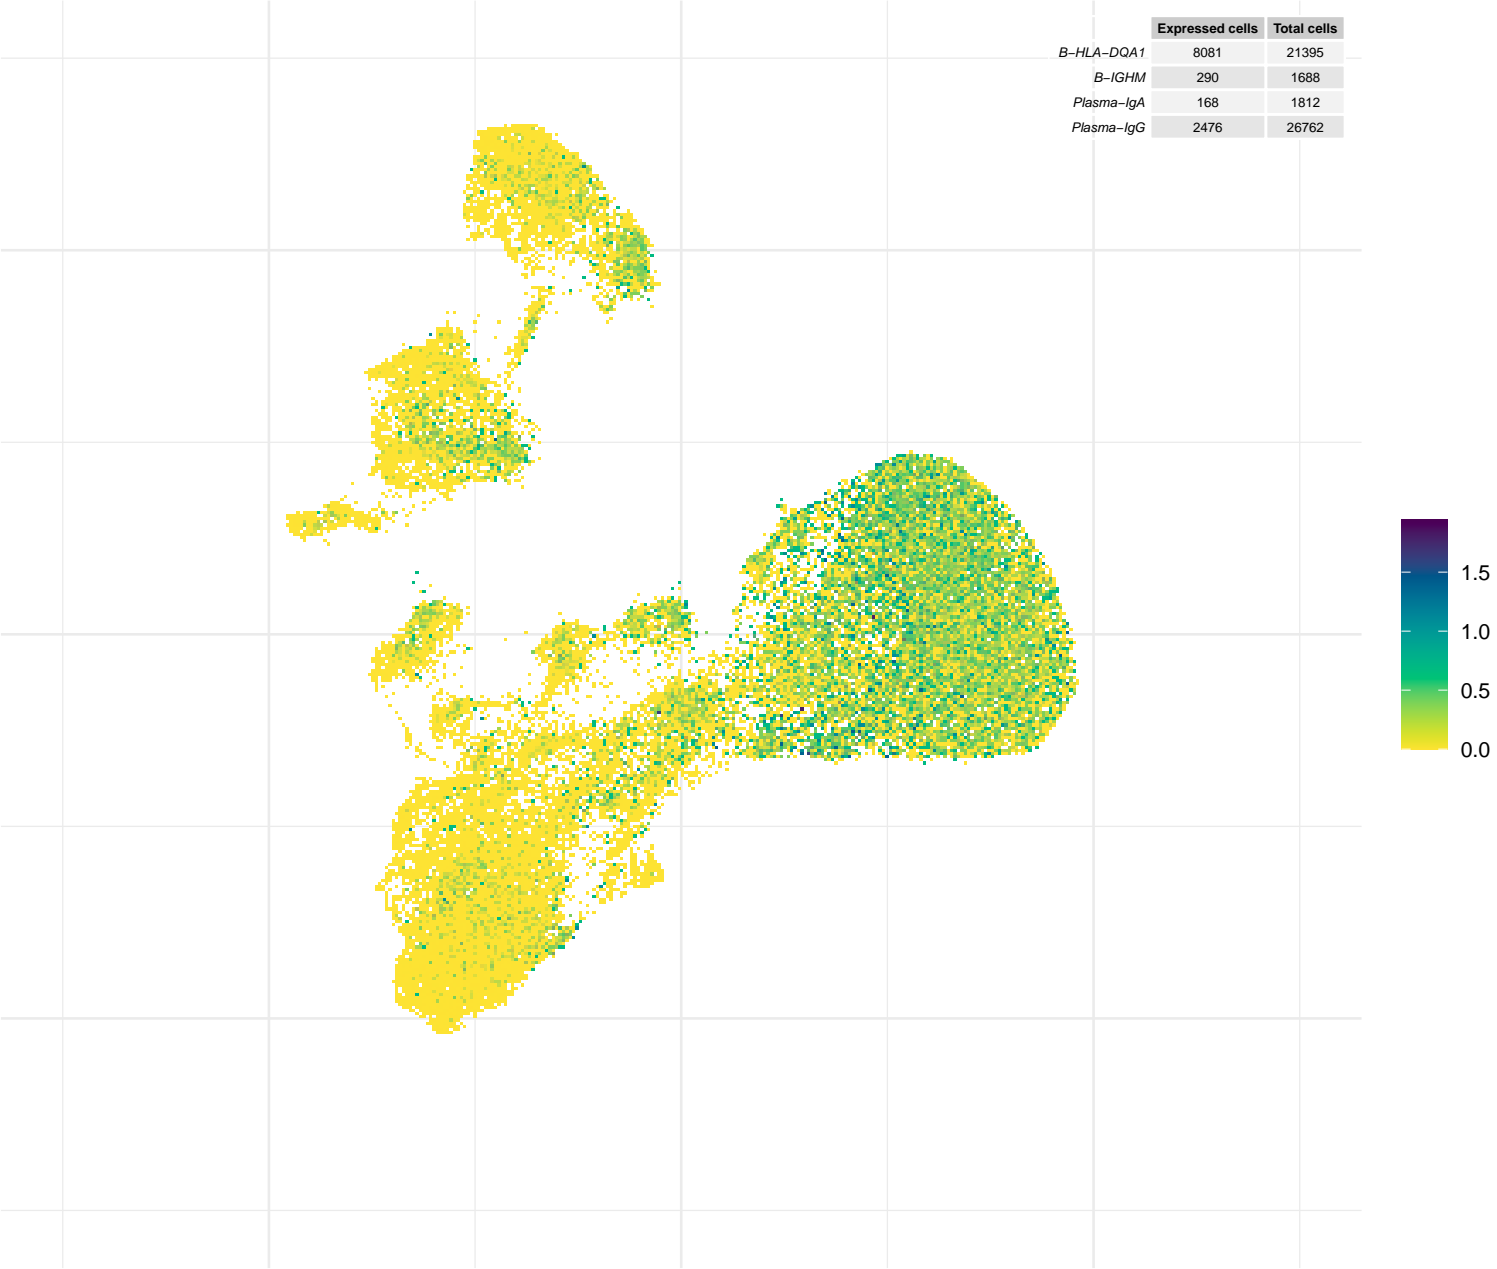 Expressed cells Total cells
B−HLA−DQA1 8081 21395
B−IGHM 290 1688
Plasma−IgA 168 1812
Plasma−IgG 2476 26762
1.5
1.0
0.5
0.0